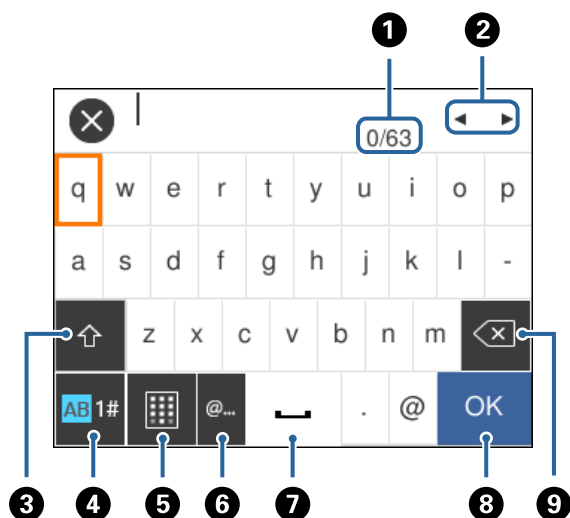 1 2
0/63
q w e r t y u i o p
a s d f g h j k l -
z x c v b n m
AB 1# @... . @ OK
3 4 5 6 7 8 9